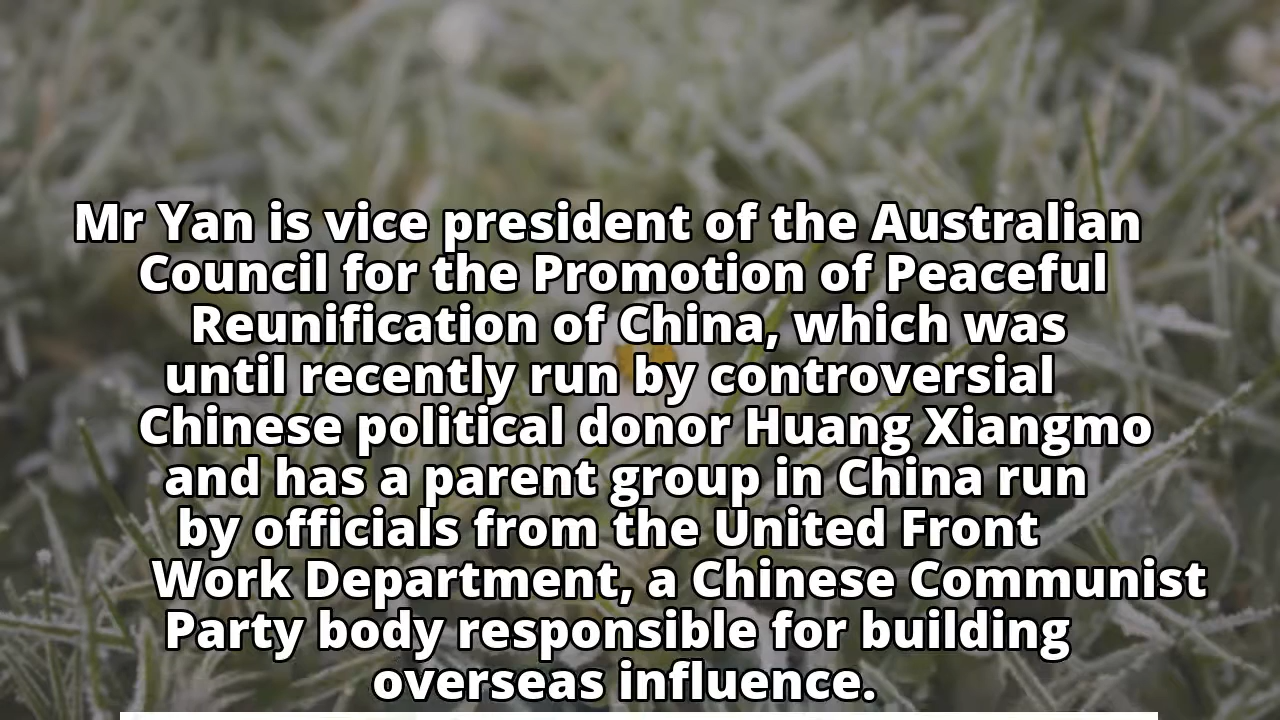 Mr Yan is vice president of the Australian
Council for the Promotion of Peaceful
Reunification of China, which was
until recently run by controversial
Chinese political donor Huang Xiangmo
and has a parent group in China run
by officials from the United Front
Work Department, a Chinese Communist
Party body responsible for building
overseas influence.